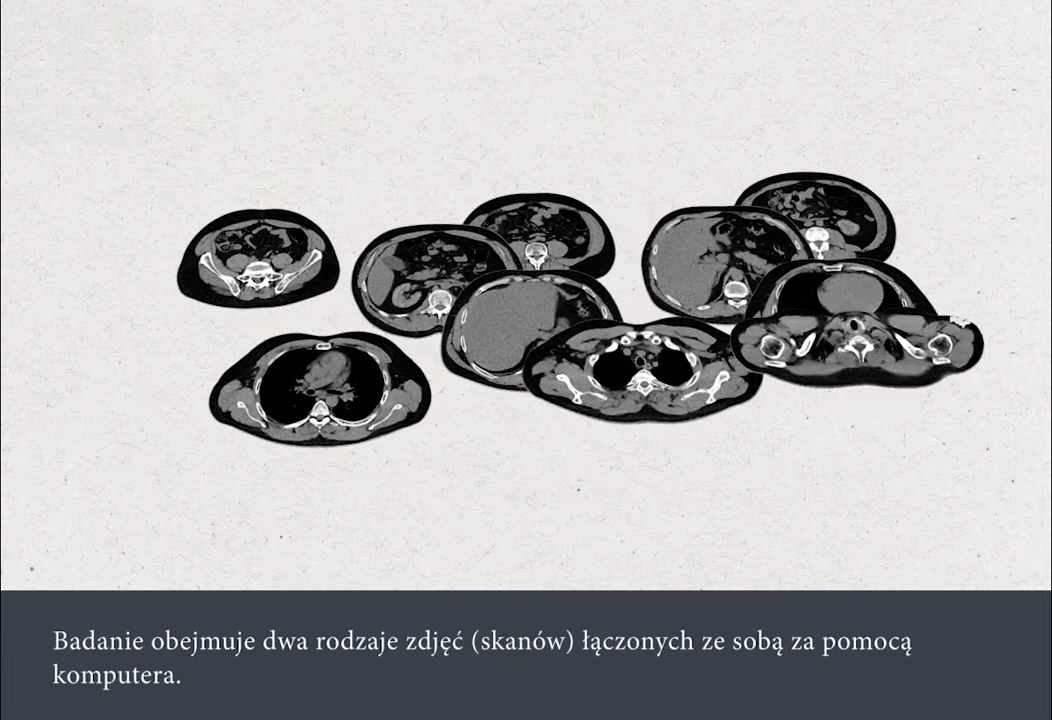 Badanie obejmuje dwa rodzaje zdjęć (skanów) łączonych ze sobą za pomocą
komputera.